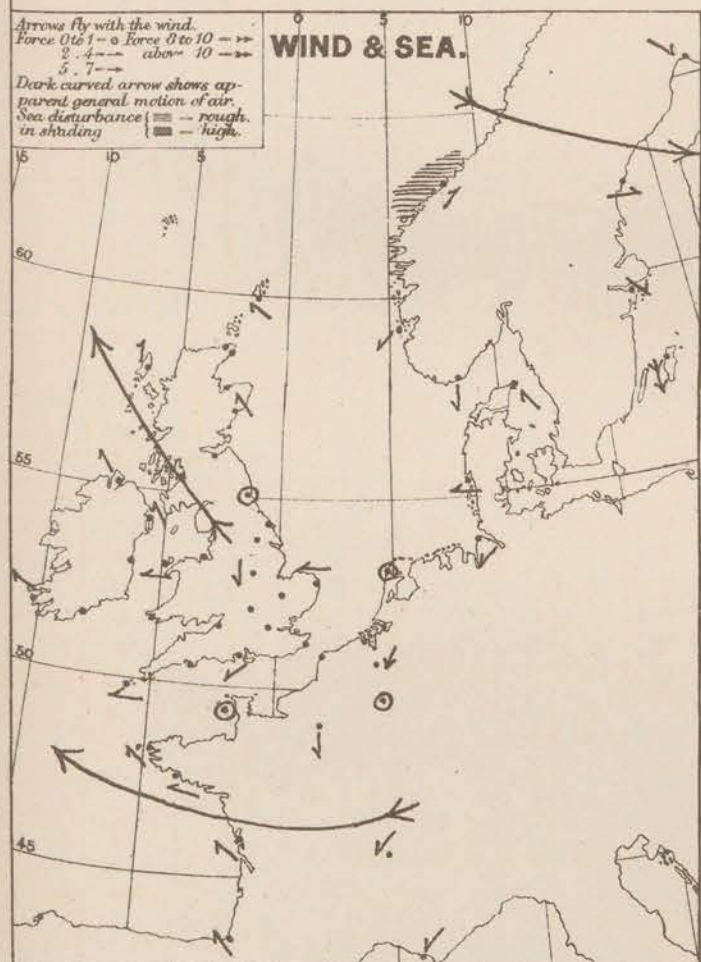 Arrows fly with the wind.
Force 0 to 1 Force 8 to 10
2 . 4 above 10
5 . 7
Dark curved arrow shows ap-
parent general motion of air.
Sea disturbance { rough.
in shading { high.
WIND & SEA.
15 10 5 0 5 10
60
55
50
45